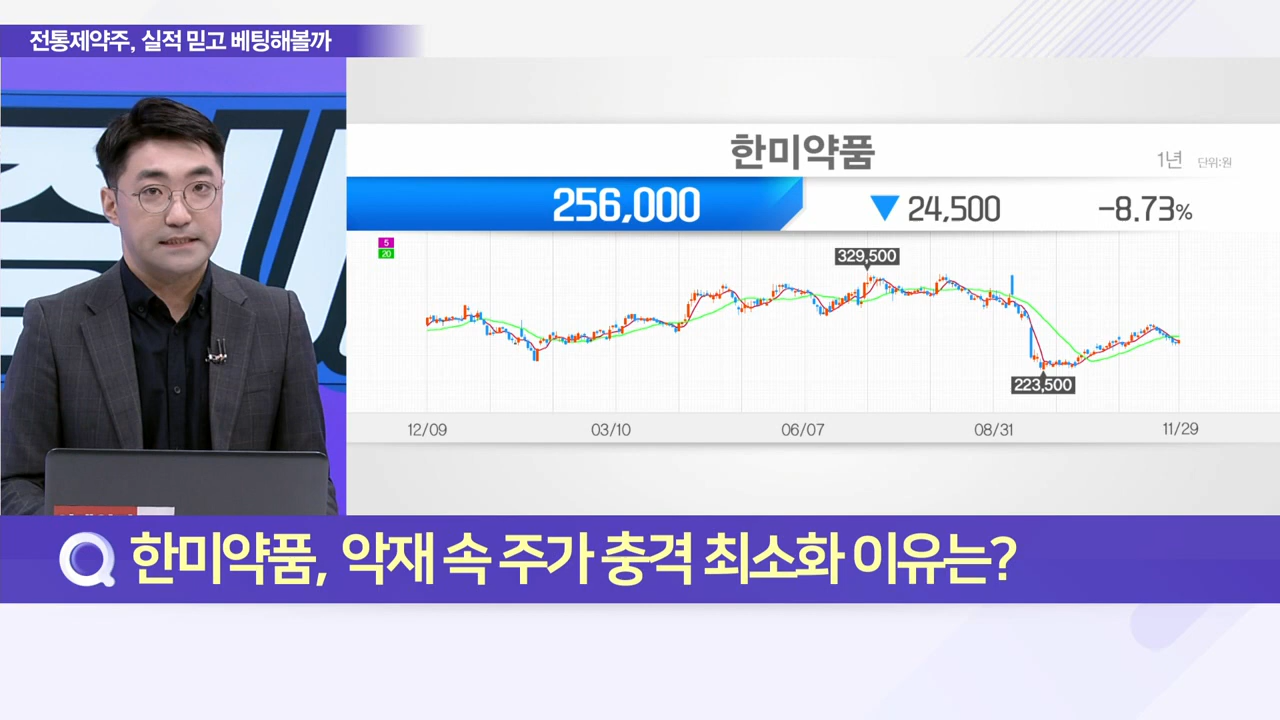 전통제약주, 실적 믿고 베팅해볼까
한미약품
1년 단위:원
256,000 ▼ 24,500 -8.73%
5
20
329,500
223,500
12/09 03/10 06/07 08/31 11/29
Q 한미약품, 악재 속 주가 충격 최소화 이유는?